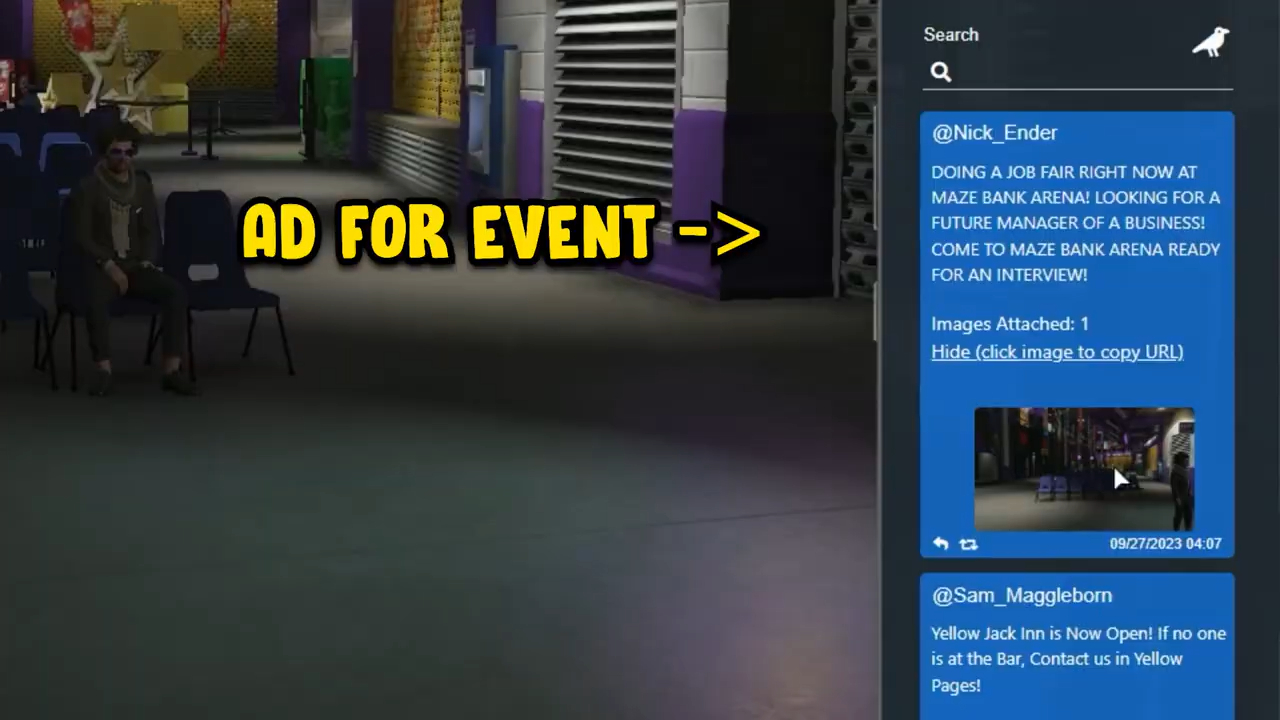 Search
AD FOR EVENT ->
@Nick_Ender
DOING A JOB FAIR RIGHT NOW AT
MAZE BANK ARENA! LOOKING FOR A
FUTURE MANAGER OF A BUSINESS!
COME TO MAZE BANK ARENA READY
FOR AN INTERVIEW!
Images Attached: 1
Hide (click image to copy URL)
09/27/2023 04:07
@Sam_Maggleborn
Yellow Jack Inn is Now Open! If no one
is at the Bar, Contact us in Yellow
Pages!